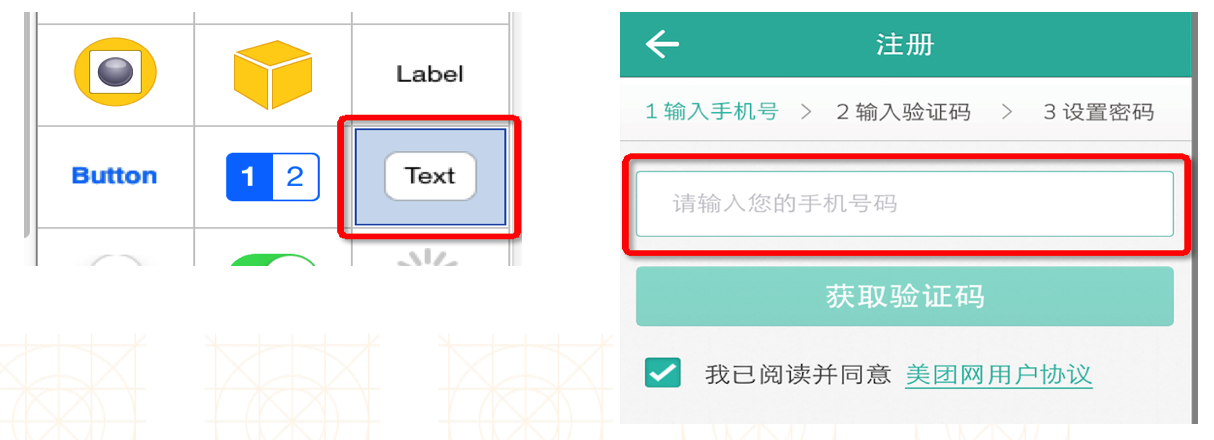 Label
Button
1 2
Text
注册
1 输入手机号 > 2 输入验证码 > 3 设置密码
请输入您的手机号码
获取验证码
我已阅读并同意 美团网用户协议